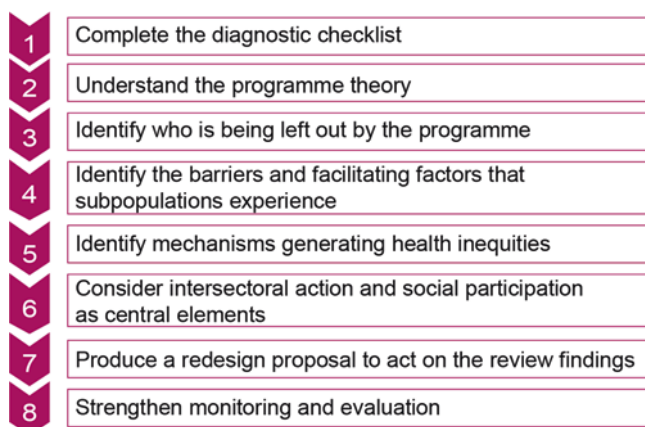 1 Complete the diagnostic checklist
2 Understand the programme theory
3 Identify who is being left out by the programme
4 Identify the barriers and facilitating factors that
subpopulations experience
5 Identify mechanisms generating health inequities
6 Consider intersectoral action and social participation
as central elements
7 Produce a redesign proposal to act on the review findings
8 Strengthen monitoring and evaluation